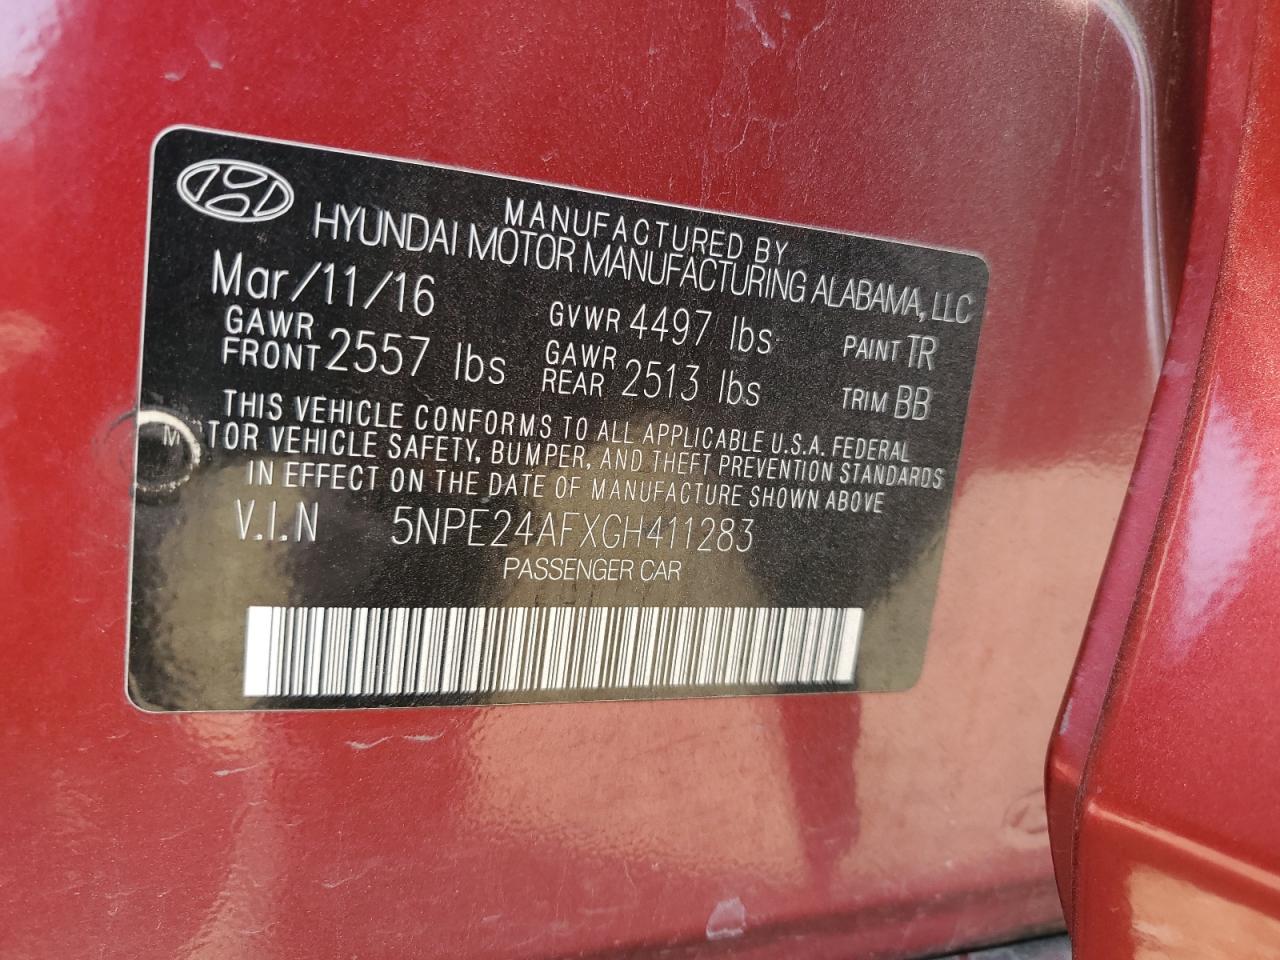 MANUFACTURED BY
HYUNDAI MOTOR MANUFACTURING ALABAMA, LLC
Mar/11/16 GVWR 4497 lbs PAINT TR
GAWR FRONT 2557 lbs GAWR REAR 2513 lbs TRIM BB
THIS VEHICLE CONFORMS TO ALL APPLICABLE U.S.A. FEDERAL
M TOR VEHICLE SAFETY, BUMPER, AND THEFT PREVENTION STANDARDS
IN EFFECT ON THE DATE OF MANUFACTURE SHOWN ABOVE
V.I.N 5NPE24AFXGH411283
PASSENGER CAR